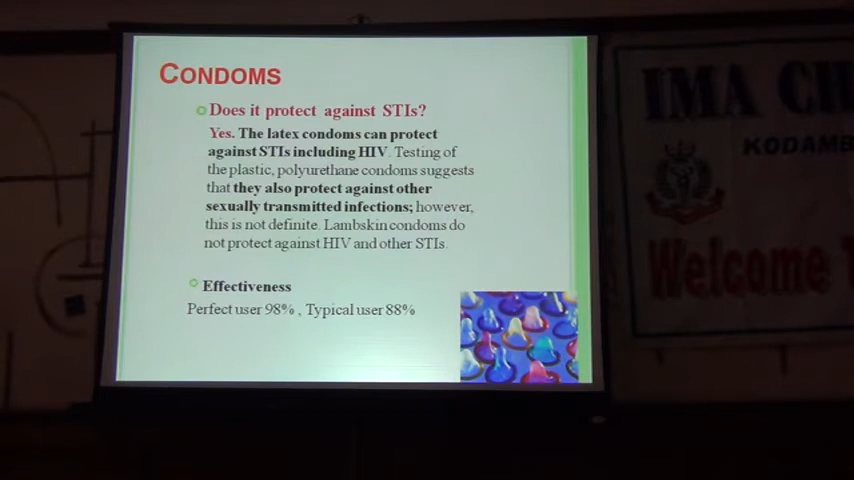 CONDOMS
Does it protect against STIs?
Yes. The latex condoms can protect
against STIs including HIV. Testing of
the plastic, polyurethane condoms suggests
that they also protect against other
sexually transmitted infections; however,
this is not definite. Lambskin condoms do
not protect against HIV and other STIs.
Effectiveness
Perfect user 98% , Typical user 88%
IMA CH
KODAMB
Welcome T